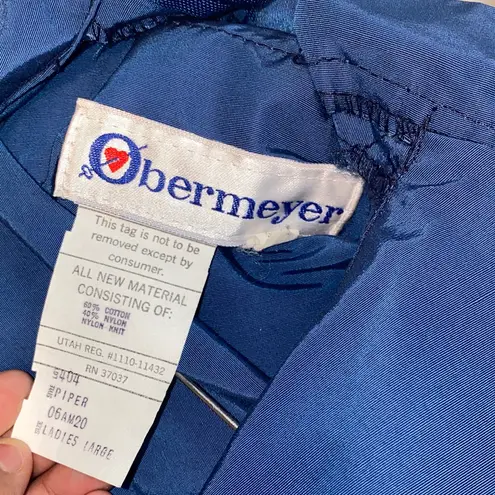 Obermeyer
This tag is not to be
removed except by
consumer.
ALL NEW MATERIAL
CONSISTING OF:
60% COTTON
40% NYLON
NYLON-KNIT
UTAH REG. #1110-11432
RN 37037
404
PIPER
06AM20
LADIES LARGE